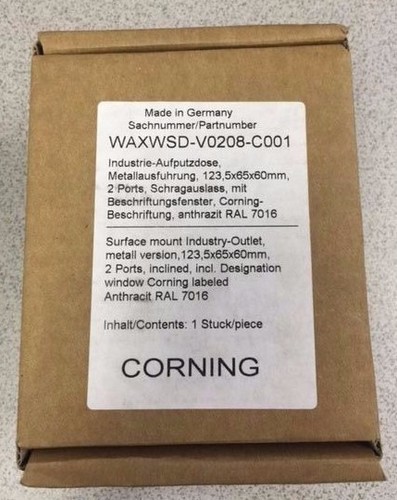 Made in Germany
Sachnummer/Partnumber
WAXWSD-V0208-C001
Industrie-Aufputzdose,
Metallausfuhrung, 123,5x65x60mm,
2 Ports, Schragauslass, mit
Beschriftungsfenster, Corning-
Beschriftung, anthrazit RAL 7016
Surface mount Industry-Outlet,
metall version,123,5x65x60mm,
2 Ports, inclined, incl. Designation
window Corning labeled
Anthracit RAL 7016
Inhalt/Contents: 1 Stuck/piece
CORNING